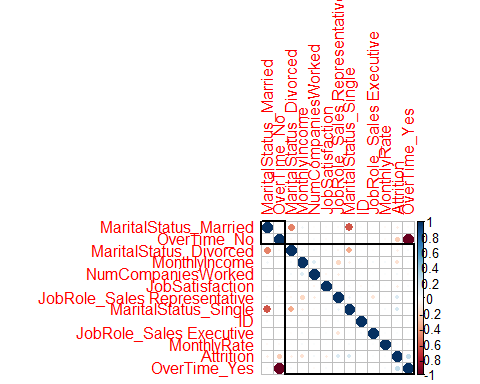 MaritalStatus_Married
OverTime_No
MaritalStatus_Divorced
MonthlyIncome
NumCompaniesWorked
JobSatisfaction
JobRole_Sales Representative
MaritalStatus_Single
ID
JobRole_Sales Executive
MonthlyRate
Attrition
OverTime_Yes
MaritalStatus_Married
OverTime_No
MaritalStatus_Divorced
MonthlyIncome
NumCompaniesWorked
JobSatisfaction
JobRole_Sales Representative
MaritalStatus_Single
ID
JobRole_Sales Executive
MonthlyRate
Attrition
OverTime_Yes
1
0.8
0.6
0.4
0.2
0
-0.2
-0.4
-0.6
-0.8
-1